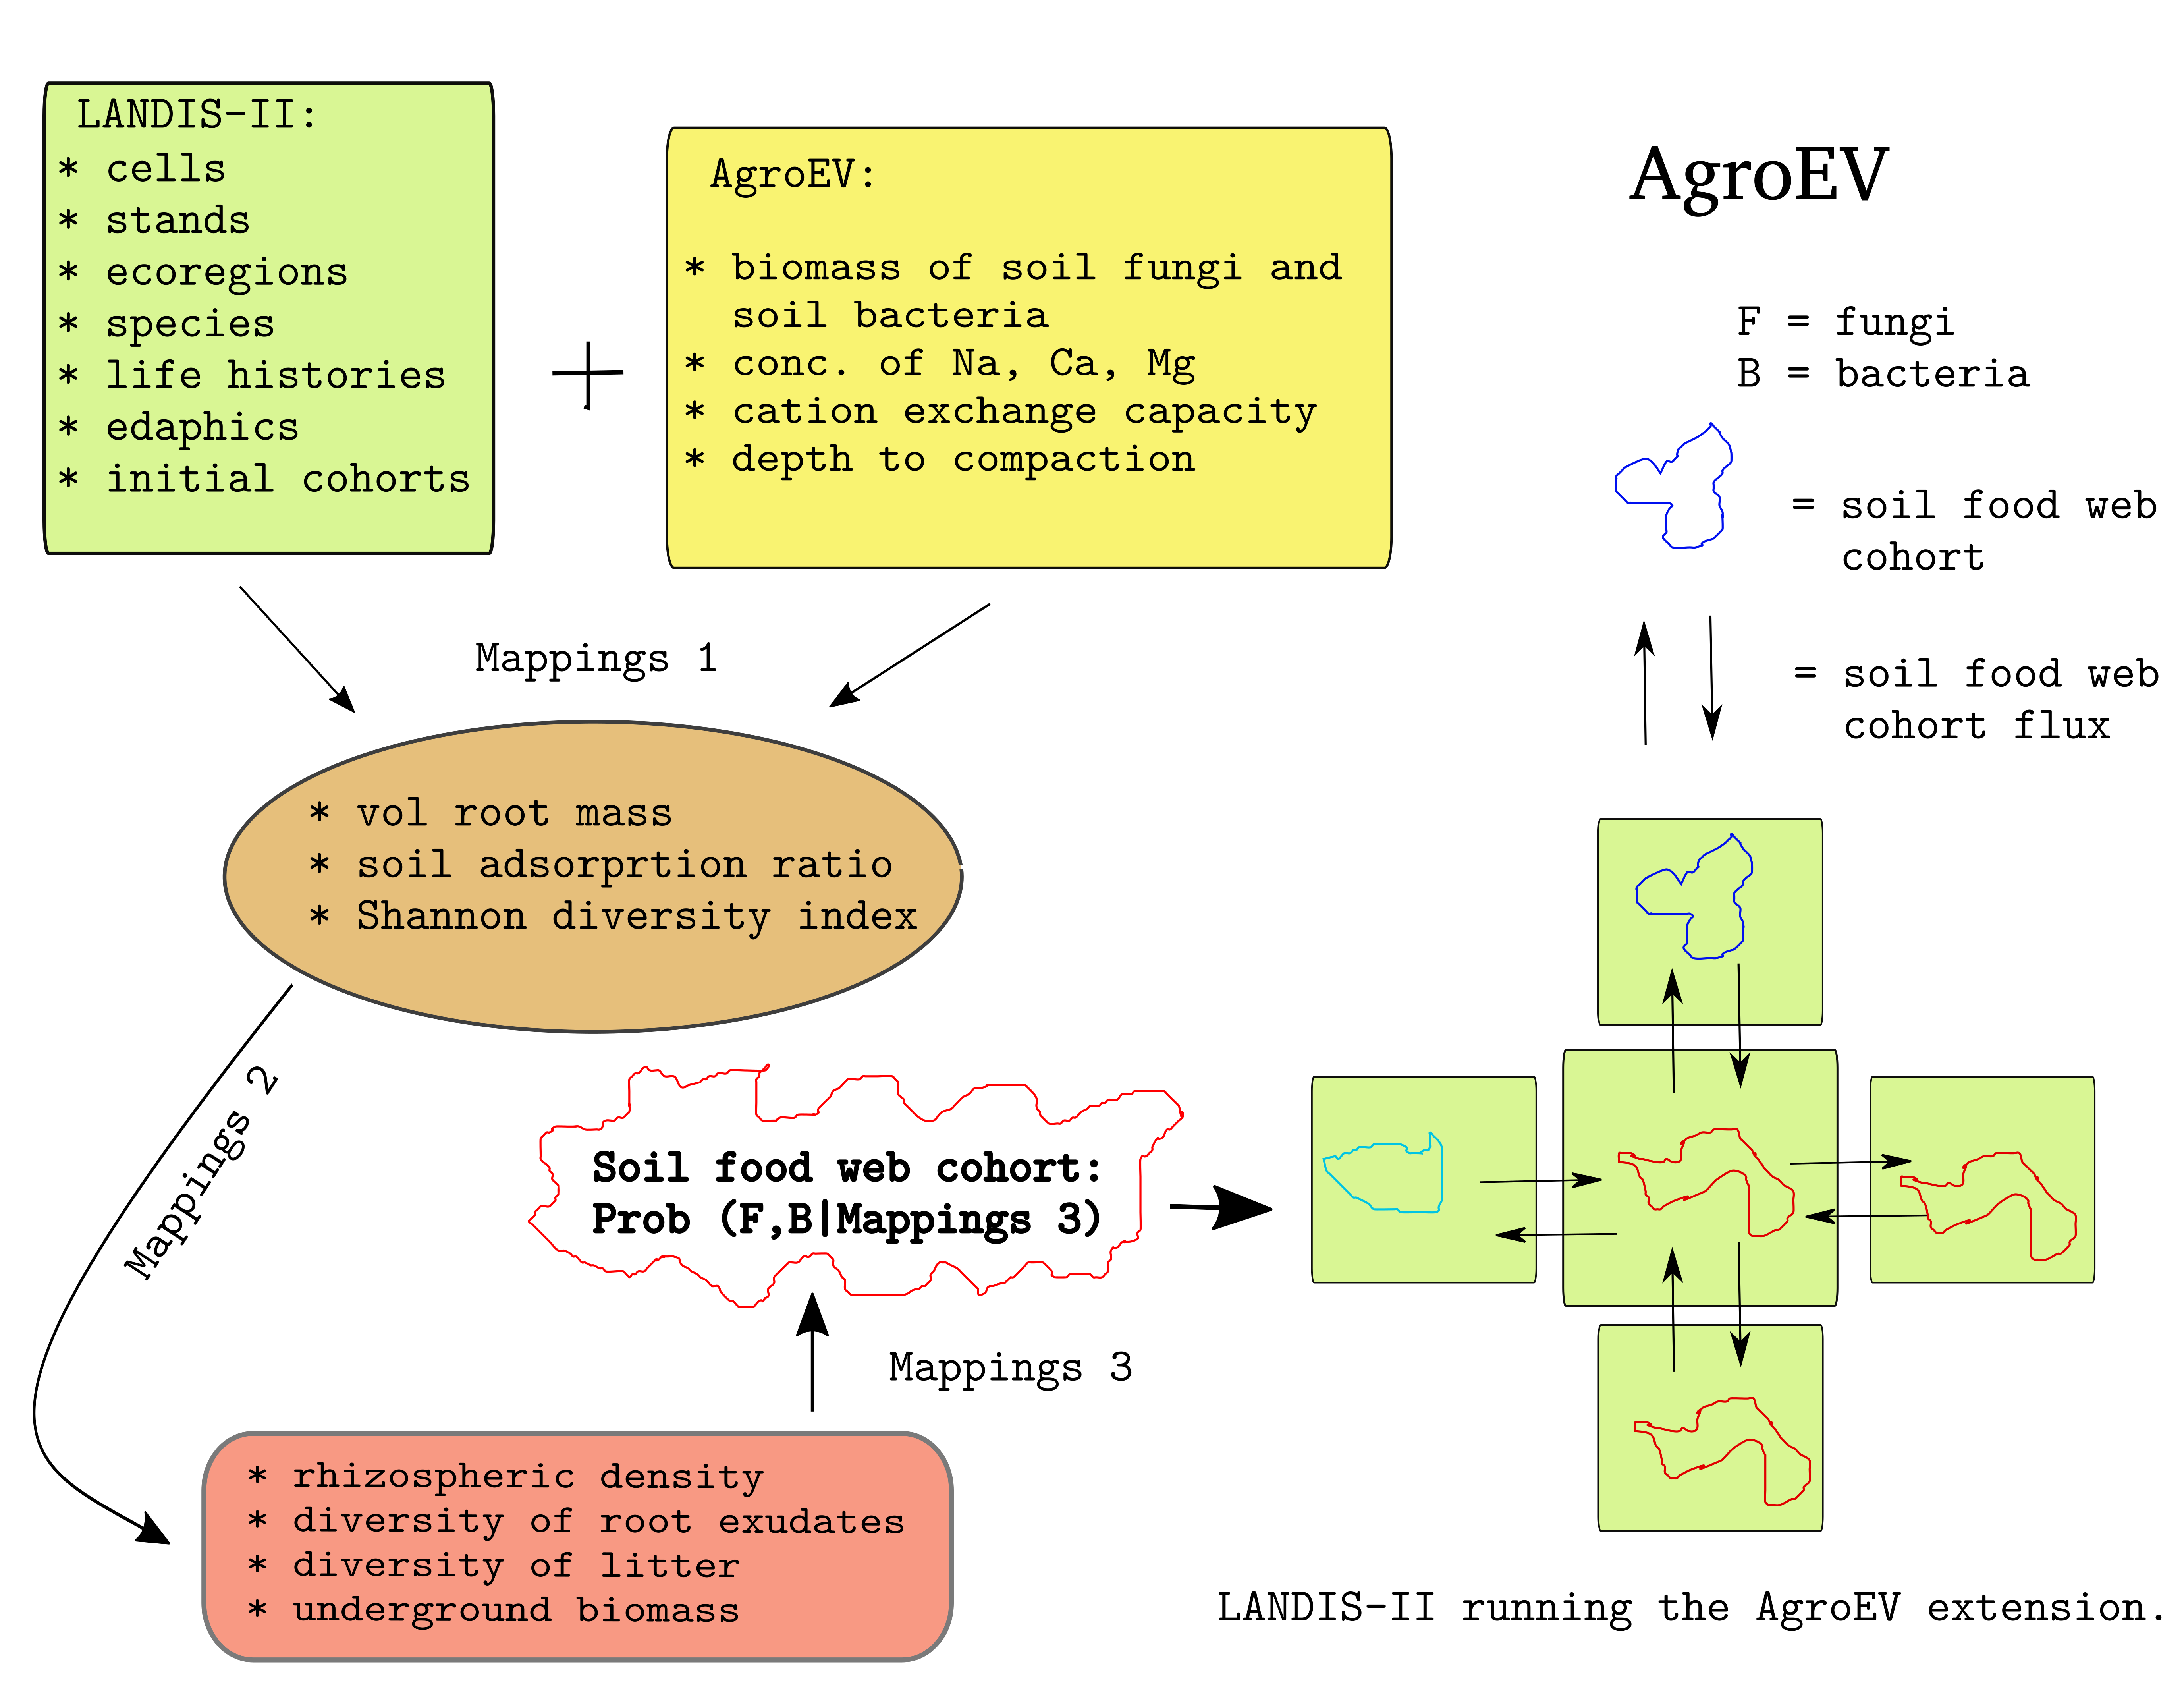 LANDIS-II:
* cells
* stands
* ecoregions
* species
* life histories
* edaphics
* initial cohorts
+
AgroEV:
* biomass of soil fungi and
soil bacteria
* conc. of Na, Ca, Mg
* cation exchange capacity
* depth to compaction
AgroEV
F = fungi
B = bacteria
= soil food web
cohort
= soil food web
cohort flux
Mappings 1
* vol root mass
* soil adsorprtion ratio
* Shannon diversity index
Mappings 2
Soil food web cohort:
Prob (F,B|Mappings 3)
Mappings 3
* rhizospheric density
* diversity of root exudates
* diversity of litter
* underground biomass
LANDIS-II running the AgroEV extension.